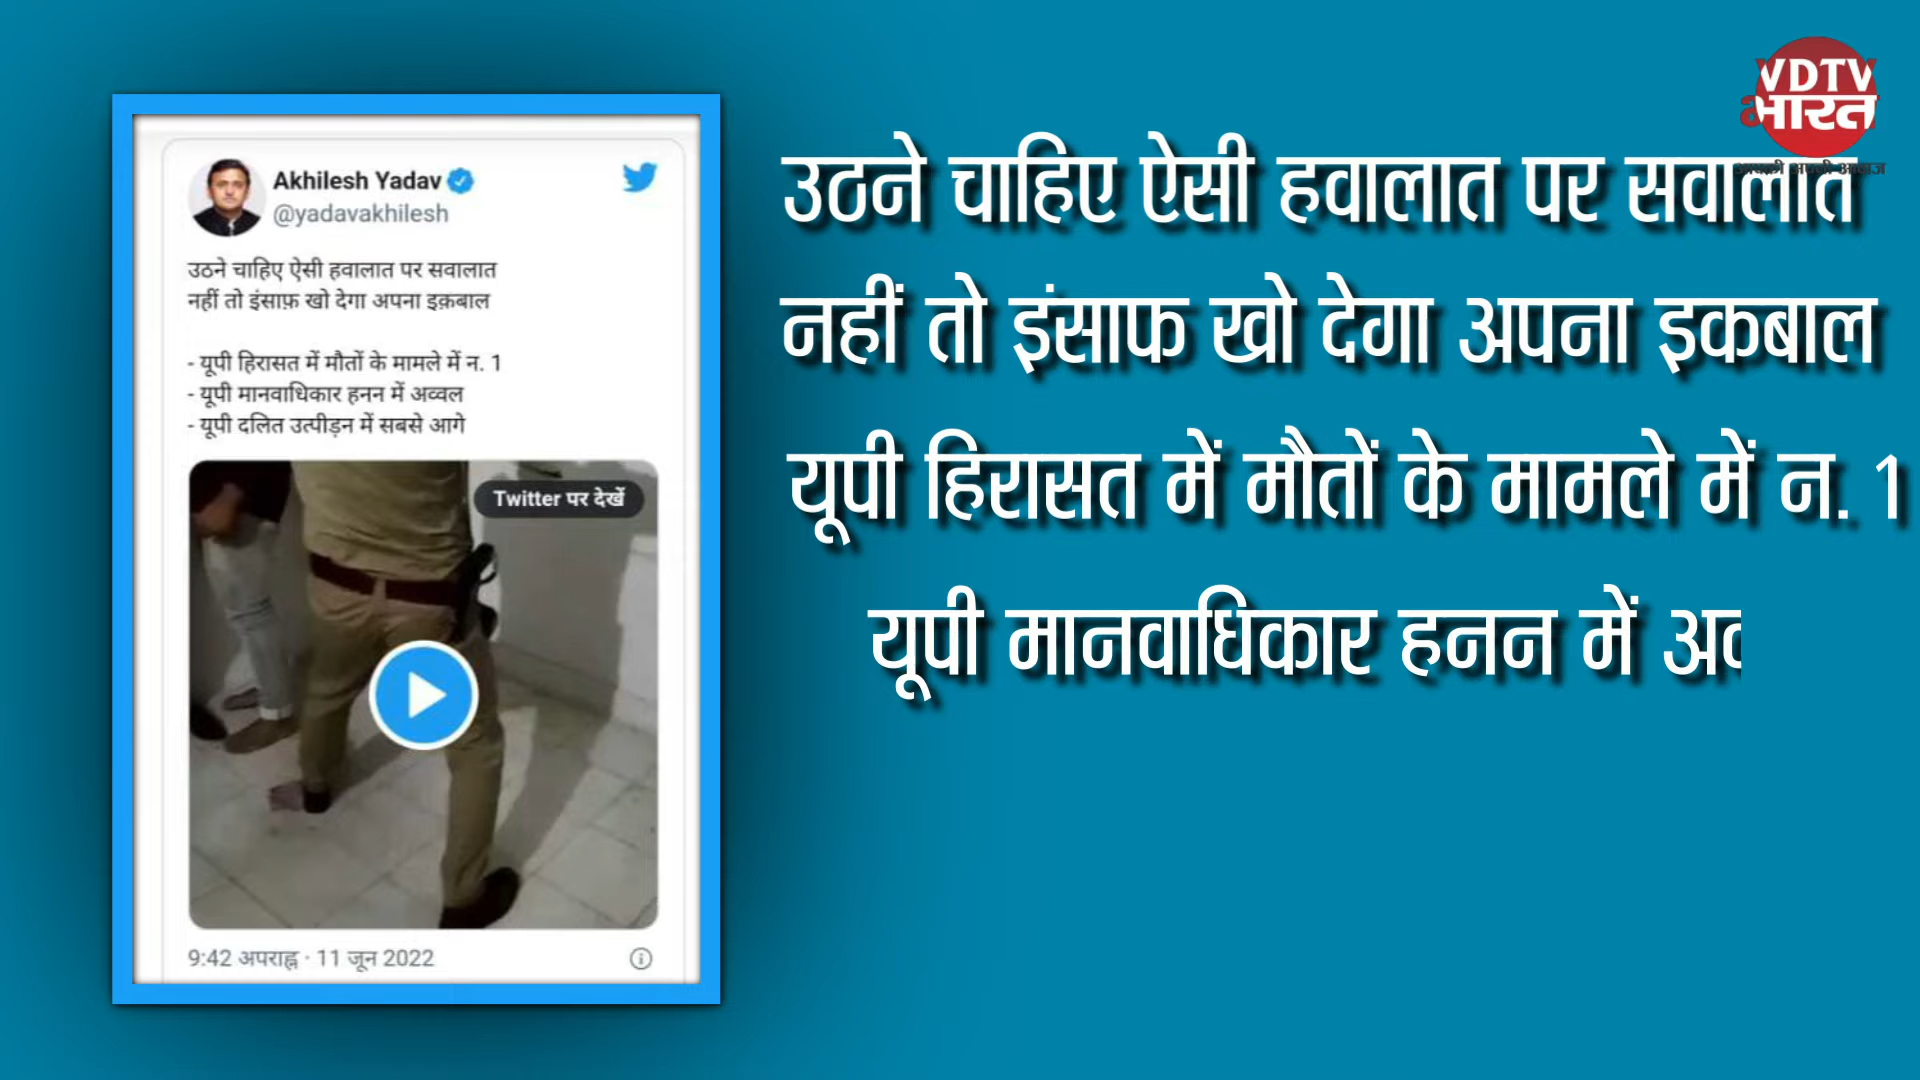 VDTV
भारत
Akhilesh Yadav
@yadavakhilesh
उठने चाहिए ऐसी हवालात पर सवालात
नहीं तो इंसाफ़ खो देगा अपना इक़बाल
- यूपी हिरासत में मौतों के मामले में न. 1
- यूपी मानवाधिकार हनन में अव्वल
- यूपी दलित उत्पीड़न में सबसे आगे
Twitter पर देखें
9:42 अपराह्न · 11 जून 2022
उठने चाहिए ऐसी हवालात पर सवालात
नहीं तो इंसाफ खो देगा अपना इकबाल
यूपी हिरासत में मौतों के मामले में न. 1
यूपी मानवाधिकार हनन में